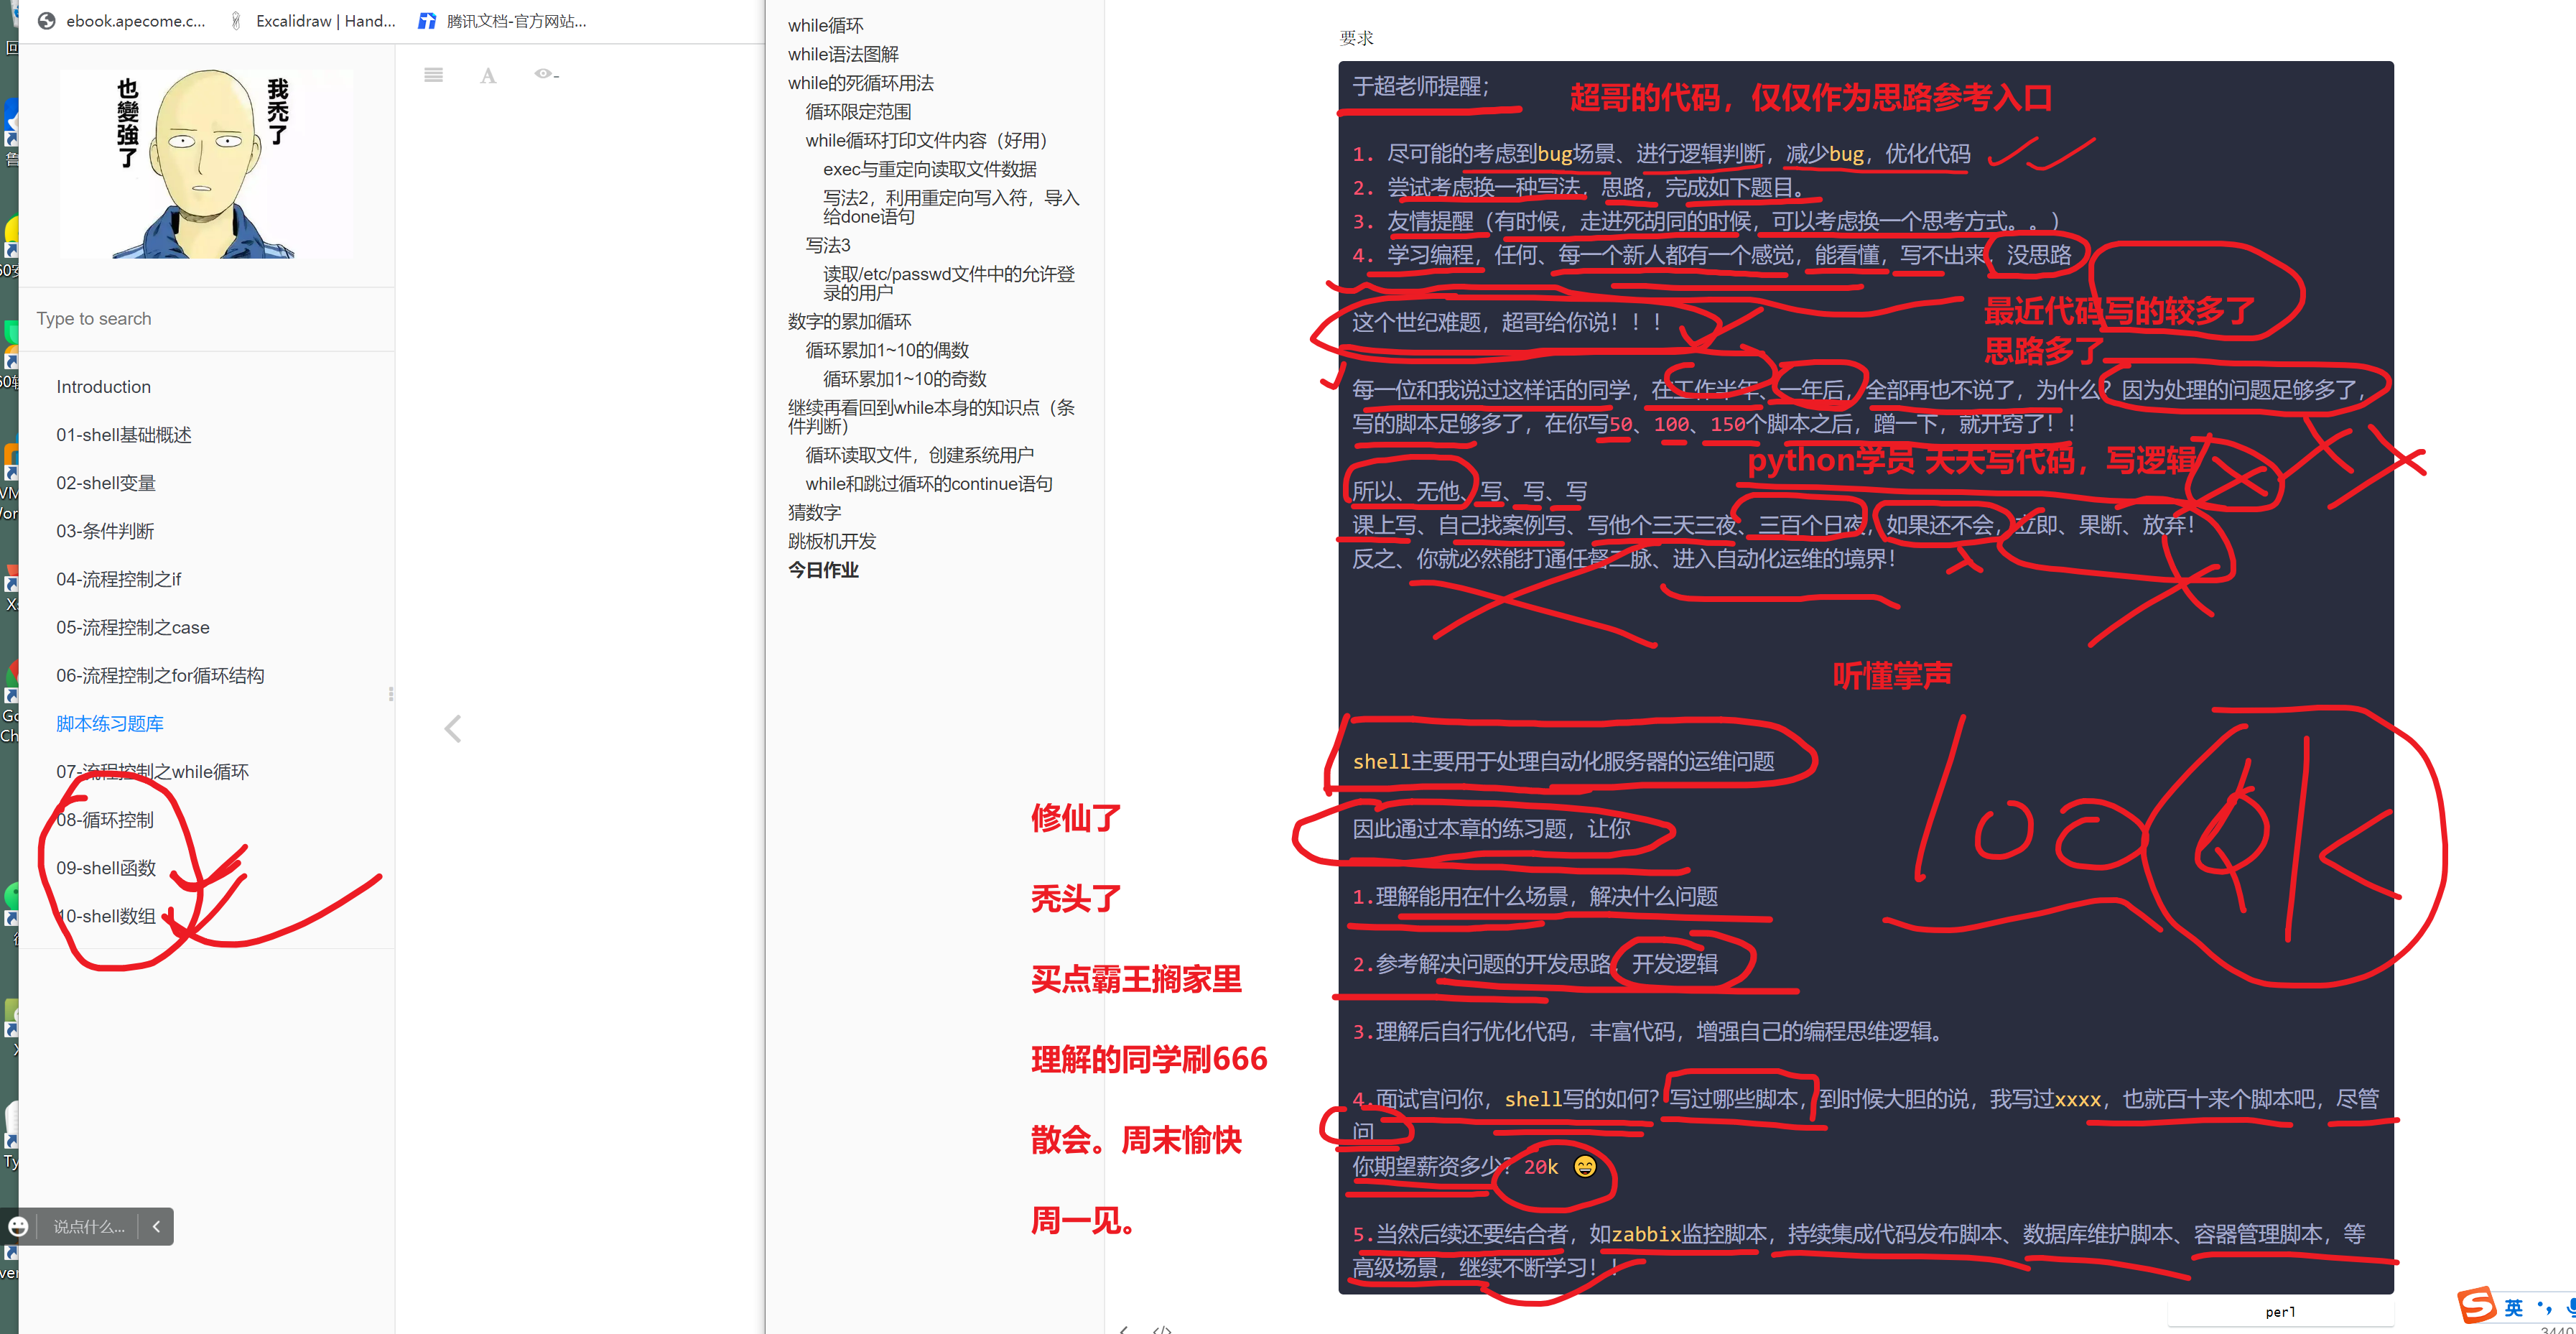 ebook.apecome.c...
Excalidraw | Hand...
腾讯文档-官方网站...
我禿了
也變強了
Type to search
Introduction
01-shell基础概述
02-shell变量
03-条件判断
04-流程控制之if
05-流程控制之case
06-流程控制之for循环结构
脚本练习题库
07-流程控制之while循环
08-循环控制
09-shell函数
10-shell数组
说点什么...
while循环
while语法图解
while的死循环用法
循环限定范围
while循环打印文件内容（好用）
exec与重定向读取文件数据
写法2，利用重定向写入符，导入
给done语句
写法3
读取/etc/passwd文件中的允许登
录的用户
数字的累加循环
循环累加1~10的偶数
循环累加1~10的奇数
继续再看回到while本身的知识点（条
件判断）
循环读取文件，创建系统用户
while和跳过循环的continue语句
猜数字
跳板机开发
今日作业
修仙了
秃头了
买点霸王搁家里
理解的同学刷666
散会。周末愉快
周一见。
要求
于超老师提醒；
超哥的代码，仅仅作为思路参考入口
1. 尽可能的考虑到bug场景、进行逻辑判断，减少bug，优化代码
2. 尝试考虑换一种写法，思路，完成如下题目。
3. 友情提醒（有时候，走进死胡同的时候，可以考虑换一个思考方式。。）
4. 学习编程，任何、每一个新人都有一个感觉，能看懂，写不出来，没思路
这个世纪难题，超哥给你说！！！
最近代码写的较多了
思路多了
每一位和我说过这样话的同学，在工作半年、一年后，全部再也不说了，为什么？因为处理的问题足够多了，
写的脚本足够多了，在你写50、100、150个脚本之后，蹭一下，就开窍了！！
python学员 天天写代码，写逻辑
所以、无他、写、写、写
课上写、自己找案例写、写他个三天三夜、三百个日夜，如果还不会，立即、果断、放弃！
反之、你就必然能打通任督二脉、进入自动化运维的境界！
听懂掌声
shell主要用于处理自动化服务器的运维问题
因此通过本章的练习题，让你
1.理解能用在什么场景，解决什么问题
2.参考解决问题的开发思路，开发逻辑
3.理解后自行优化代码，丰富代码，增强自己的编程思维逻辑。
4.面试官问你，shell写的如何？写过哪些脚本，到时候大胆的说，我写过xxxx，也就百十来个脚本吧，尽管
问
你期望薪资多少？20k 😄
5.当然后续还要结合者，如zabbix监控脚本，持续集成代码发布脚本、数据库维护脚本、容器管理脚本，等
高级场景，继续不断学习！！
perl
英